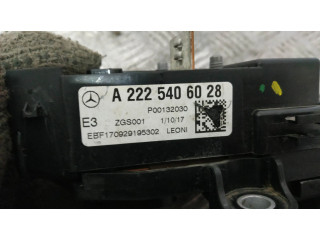 A 222 540 60 28
P00132030
E3 ZGS001 1/10/17
EBF170929195302 LEONI